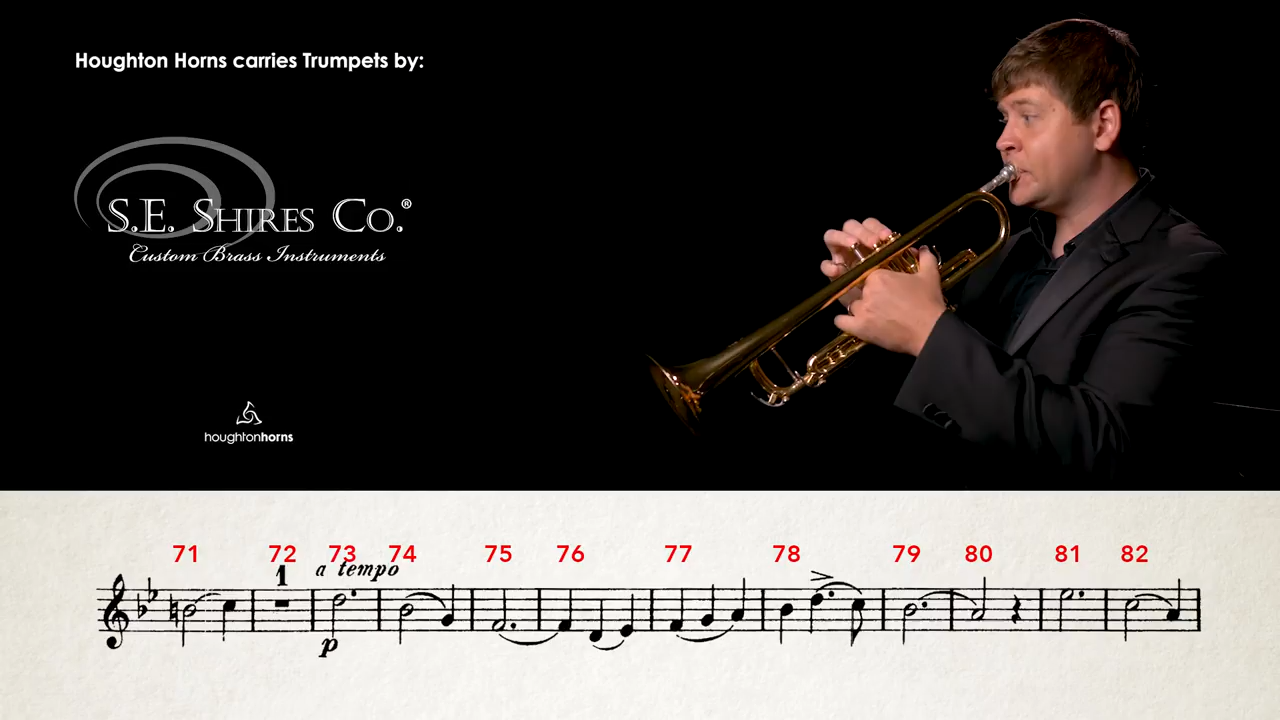 Houghton Horns carries Trumpets by:
S.E. SHIRES CO.®
Custom Brass Instruments
houghtonhorns
71 72 73 74 75 76 77 78 79 80 81 82
1 a tempo
p